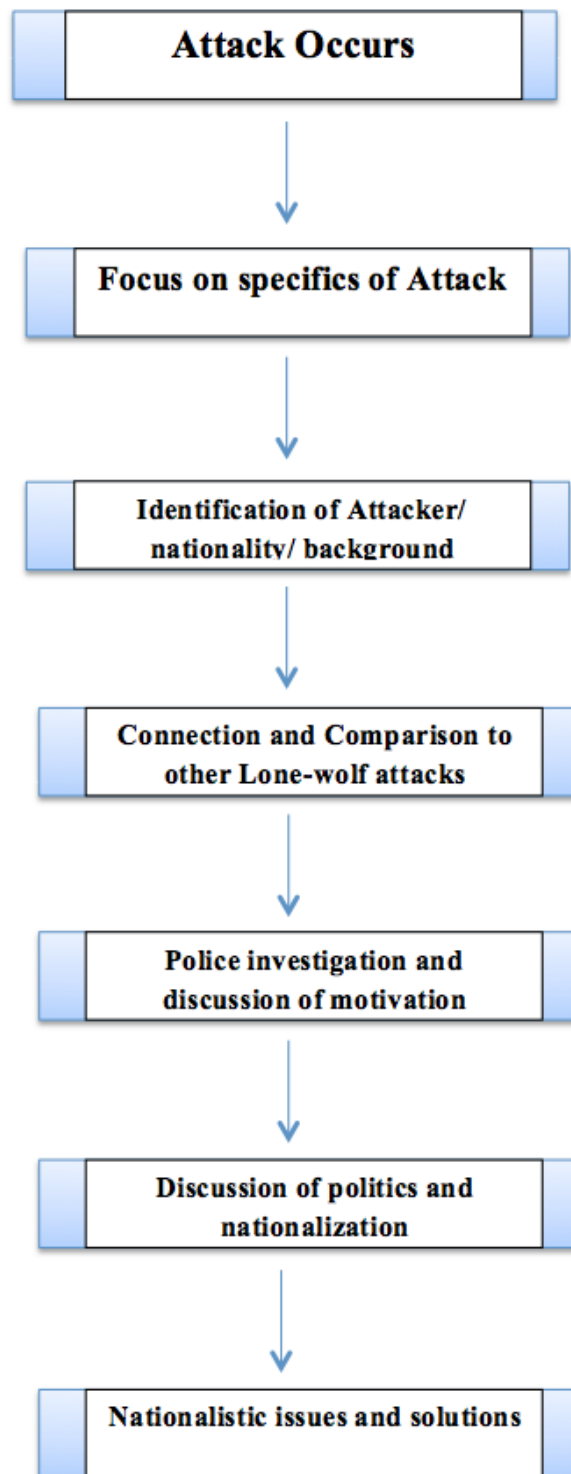 Attack Occurs
Focus on specifics of Attack
Identification of Attacker/
nationality/ background
Connection and Comparison to
other Lone-wolf attacks
Police investigation and
discussion of motivation
Discussion of politics and
nationalization
Nationalistic issues and solutions